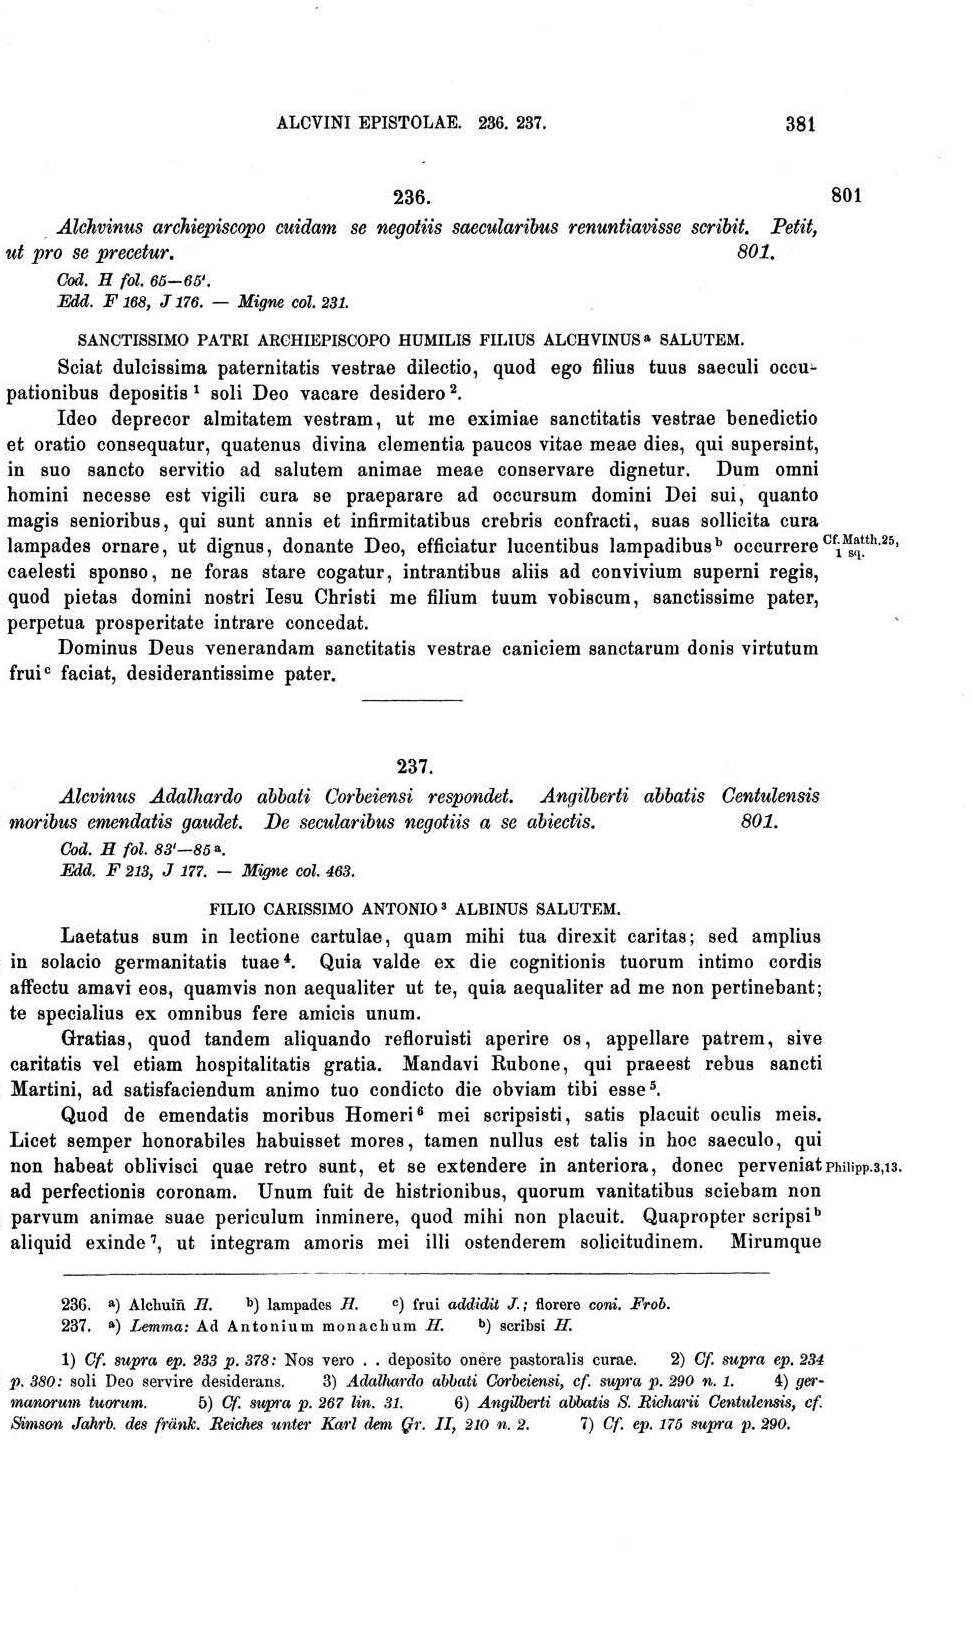 ALCVINI EPISTOLAE. 236. 237. 381
236. 801
Alchvinus archiepiscopo cuidam se negotiis saecularibus renuntiavisse scribit. Petit,
ut pro se precetur. 801.
Cod. H fol. 65—65'.
Edd. F 168, J 176. — Migne col. 231.
SANCTISSIMO PATRI ARCHIEPISCOPO HUMILIS FILIUS ALCHVINUS a SALUTEM.
Sciat dulcissima paternitatis vestrae dilectio, quod ego filius tuus saeculi occu-
pationibus depositis 1 soli Deo vacare desidero 2.
Ideo deprecor almitatem vestram, ut me eximiae sanctitatis vestrae benedictio
et oratio consequatur, quatenus divina clementia paucos vitae meae dies, qui supersint,
in suo sancto servitio ad salutem animae meae conservare dignetur. Dum omni
homini necesse est vigili cura se praeparare ad occursum domini Dei sui, quanto
magis senioribus, qui sunt annis et infirmitatibus crebris confracti, suas sollicita cura
lampades ornare, ut dignus, donante Deo, efficiatur lucentibus lampadibus b occurrere Cf. Matth. 25, 1 sq.
caelesti sponso, ne foras stare cogatur, intrantibus aliis ad convivium superni regis,
quod pietas domini nostri Iesu Christi me filium tuum vobiscum, sanctissime pater,
perpetua prosperitate intrare concedat.
Dominus Deus venerandam sanctitatis vestrae caniciem sanctarum donis virtutum
frui c faciat, desiderantissime pater.
237.
Alcvinus Adalhardo abbati Corbeiensi respondet. Angilberti abbatis Centulensis
moribus emendatis gaudet. De secularibus negotiis a se abiectis. 801.
Cod. H fol. 83'—85 a.
Edd. F 213, J 177. — Migne col. 463.
FILIO CARISSIMO ANTONIO 3 ALBINUS SALUTEM.
Laetatus sum in lectione cartulae, quam mihi tua direxit caritas; sed amplius
in solacio germanitatis tuae 4. Quia valde ex die cognitionis tuorum intimo cordis
affectu amavi eos, quamvis non aequaliter ut te, quia aequaliter ad me non pertinebant;
te specialius ex omnibus fere amicis unum.
Gratias, quod tandem aliquando refloruisti aperire os, appellare patrem, sive
caritatis vel etiam hospitalitatis gratia. Mandavi Rubone, qui praeest rebus sancti
Martini, ad satisfaciendum animo tuo condicto die obviam tibi esse 5.
Quod de emendatis moribus Homeri 6 mei scripsisti, satis placuit oculis meis.
Licet semper honorabiles habuisset mores, tamen nullus est talis in hoc saeculo, qui
non habeat oblivisci quae retro sunt, et se extendere in anteriora, donec perveniat Philipp. 3, 13.
ad perfectionis coronam. Unum fuit de histrionibus, quorum vanitatibus sciebam non
parvum animae suae periculum inminere, quod mihi non placuit. Quapropter scripsi b
aliquid exinde 7, ut integram amoris mei illi ostenderem solicitudinem. Mirumque
236. a) Alchuiñ H. b) lampades H. c) frui addidit J.; florere coni. Frob.
237. a) Lemma: Ad Antonium monachum H. b) scribsi H.
1) Cf. supra ep. 233 p. 378: Nos vero . . deposito onere pastoralis curae. 2) Cf. supra ep. 234
p. 380: soli Deo servire desiderans. 3) Adalhardo abbati Corbeiensi, cf. supra p. 290 n. 1. 4) ger-
manorum tuorum. 5) Cf. supra p. 267 lin. 31. 6) Angilberti abbatis S. Richarii Centulensis, cf.
Simson Jahrb. des fränk. Reiches unter Karl dem Gr. II, 210 n. 2. 7) Cf. ep. 175 supra p. 290.